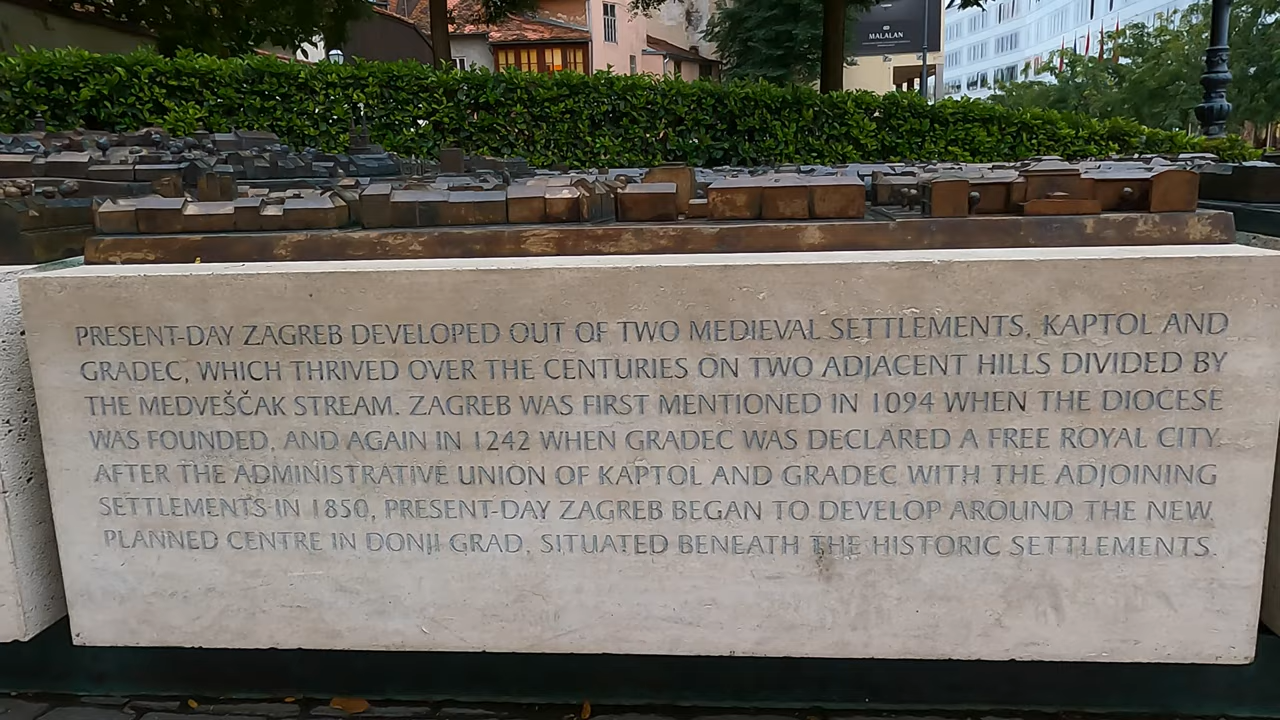 MALALAN
PRESENT-DAY ZAGREB DEVELOPED OUT OF TWO MEDIEVAL SETTLEMENTS, KAPTOL AND
GRADEC, WHICH THRIVED OVER THE CENTURIES ON TWO ADJACENT HILLS DIVIDED BY
THE MEDVEŠČAK STREAM. ZAGREB WAS FIRST MENTIONED IN 1094 WHEN THE DIOCESE
WAS FOUNDED, AND AGAIN IN 1242 WHEN GRADEC WAS DECLARED A FREE ROYAL CITY.
AFTER THE ADMINISTRATIVE UNION OF KAPTOL AND GRADEC WITH THE ADJOINING
SETTLEMENTS IN 1850, PRESENT-DAY ZAGREB BEGAN TO DEVELOP AROUND THE NEW
PLANNED CENTRE IN DONJI GRAD, SITUATED BENEATH THE HISTORIC SETTLEMENTS.